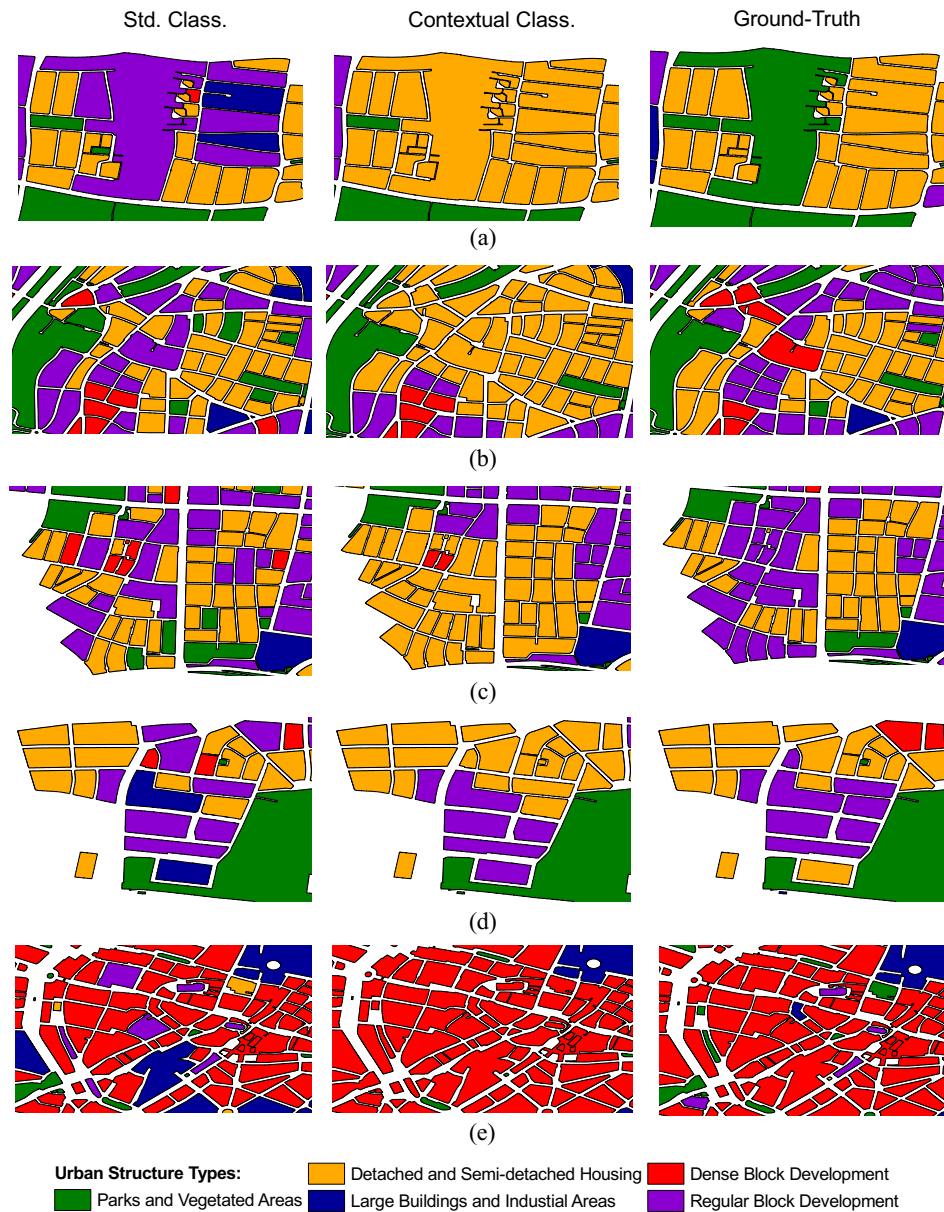 Std. Class. Contextual Class. Ground-Truth
(a)
(b)
(c)
(d)
(e)
Urban Structure Types: Detached and Semi-detached Housing Dense Block Development
Parks and Vegetated Areas Large Buildings and Industial Areas Regular Block Development